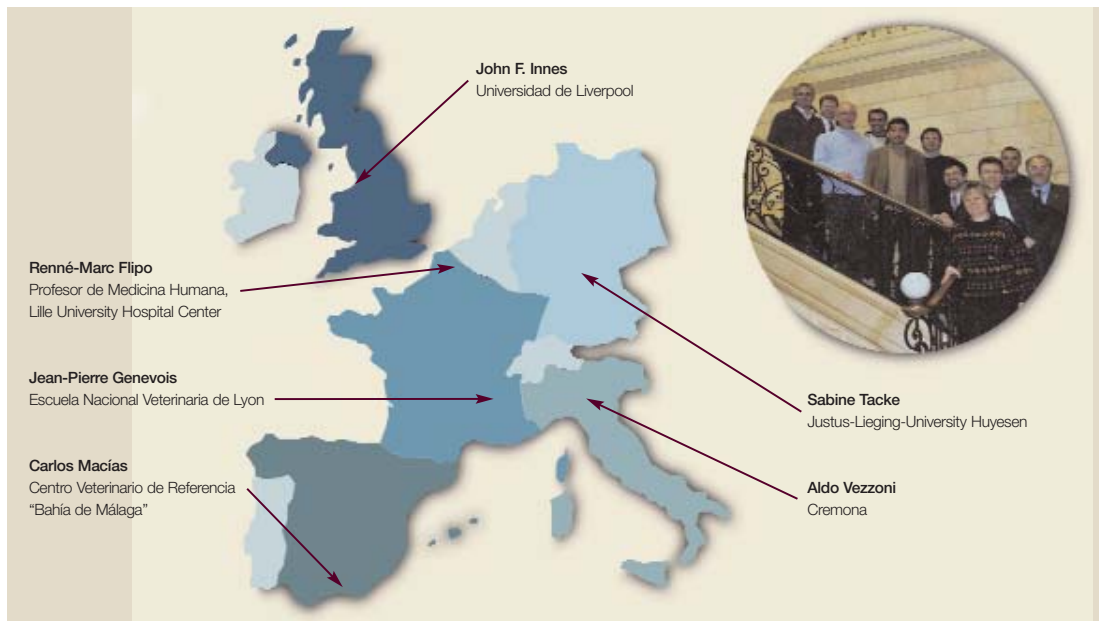 John F. Innes
Universidad de Liverpool
Renné-Marc Flipo
Profesor de Medicina Humana,
Lille University Hospital Center
Jean-Pierre Genevois
Escuela Nacional Veterinaria de Lyon
Carlos Macías
Centro Veterinario de Referencia
“Bahía de Málaga”
Sabine Tacke
Justus-Lieging-University Huyesen
Aldo Vezzoni
Cremona